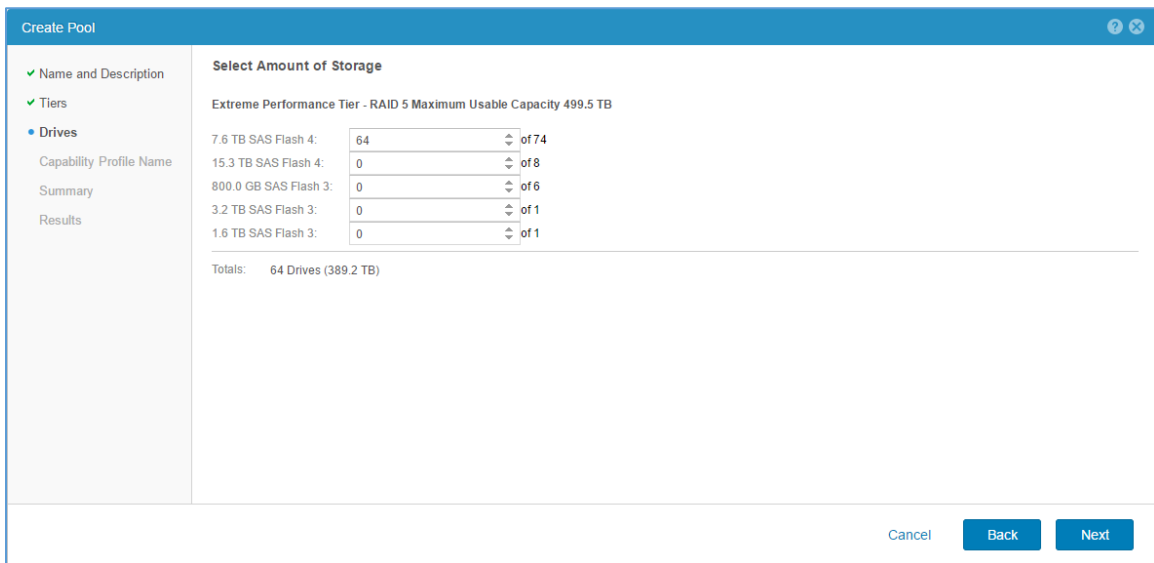 Create Pool
Name and Description
Tiers
Drives
Capability Profile Name
Summary
Results
Select Amount of Storage
Extreme Performance Tier - RAID 5 Maximum Usable Capacity 499.5 TB
7.6 TB SAS Flash 4: 64 of 74
15.3 TB SAS Flash 4: 0 of 8
800.0 GB SAS Flash 3: 0 of 6
3.2 TB SAS Flash 3: 0 of 1
1.6 TB SAS Flash 3: 0 of 1
Totals: 64 Drives (389.2 TB)
Cancel Back Next